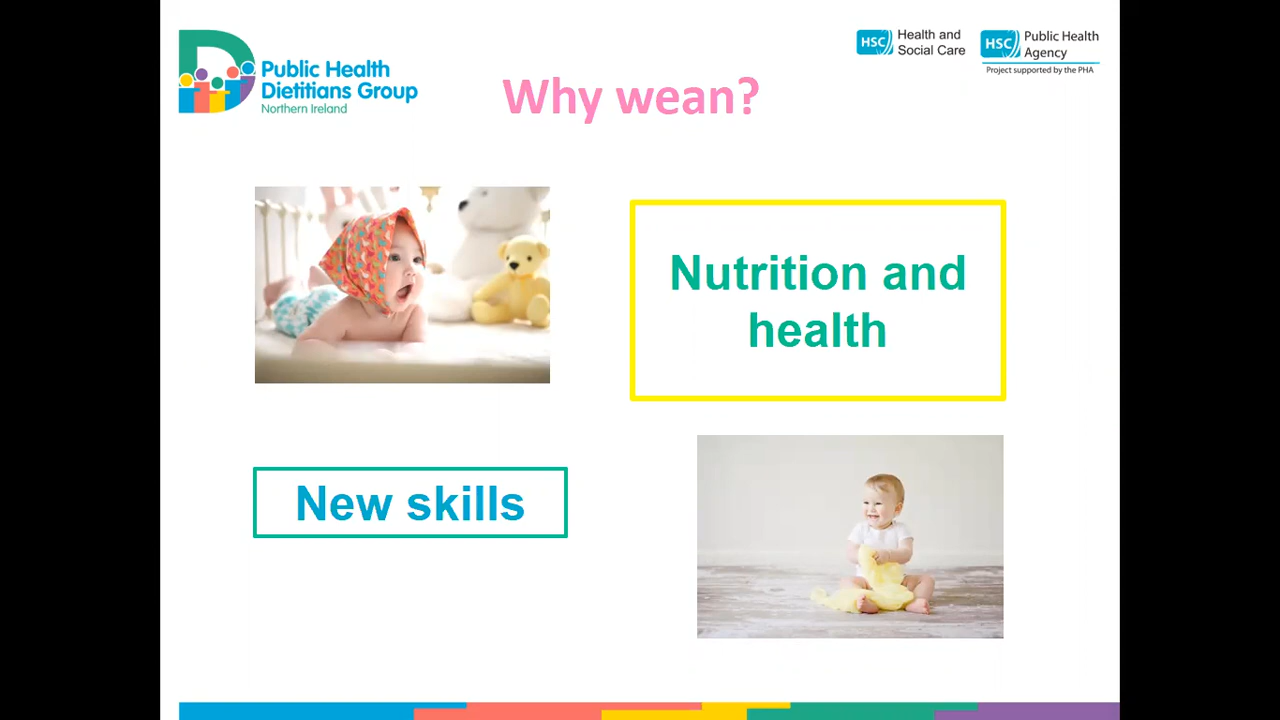 Public Health
Dietitians Group
Northern Ireland
Why wean?
HSC
Health and
Social Care
HSC
Public Health
Agency
Project supported by the PHA
Nutrition and
health
New skills